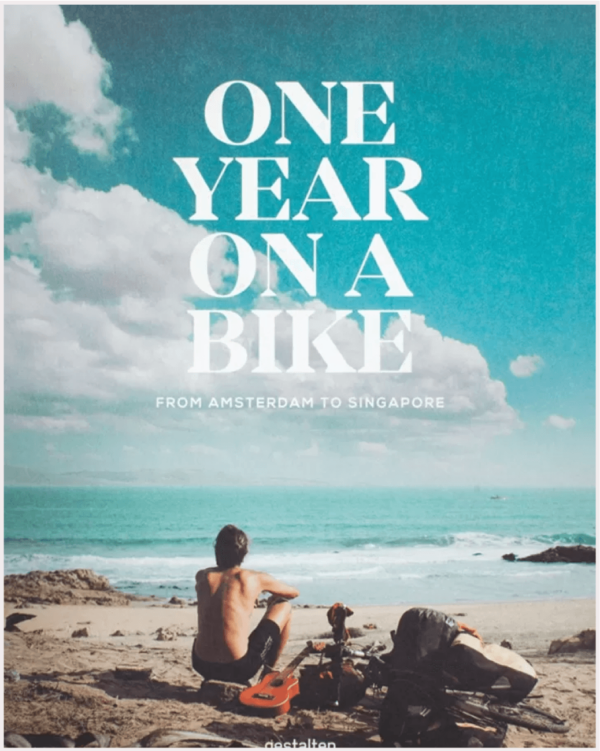 ONE
YEAR
ON A
BIKE
FROM AMSTERDAM TO SINGAPORE
gestalten